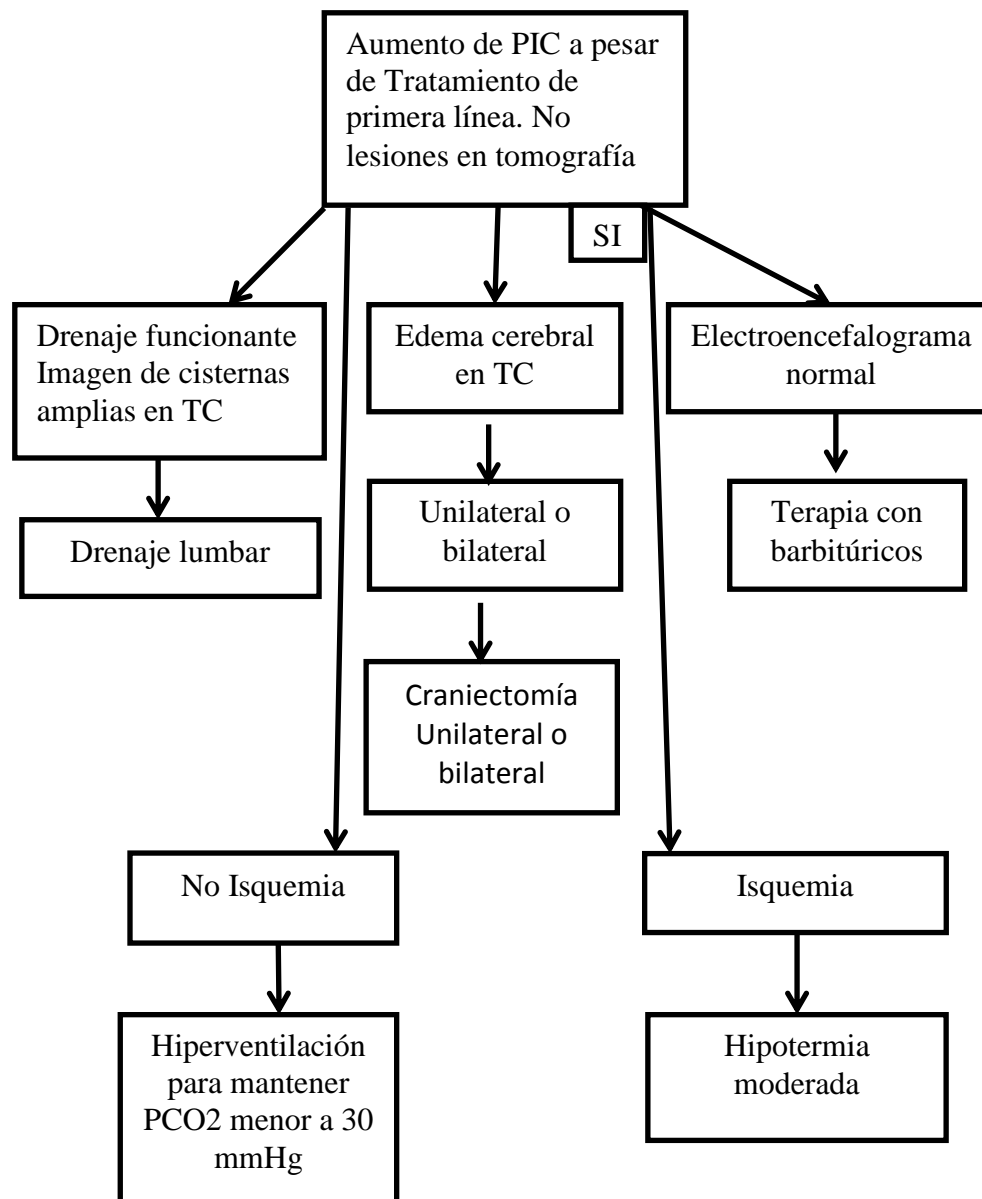 Aumento de PIC a pesar
de Tratamiento de
primera línea. No
lesiones en tomografía
SI
Drenaje funcionante
Imagen de cisternas
amplias en TC
Edema cerebral
en TC
Electroencefalograma
normal
Drenaje lumbar
Unilateral o
bilateral
Terapia con
barbitúricos
Craniectomía
Unilateral o
bilateral
No Isquemia
Isquemia
Hiperventilación
para mantener
PCO2 menor a 30
mmHg
Hipotermia
moderada